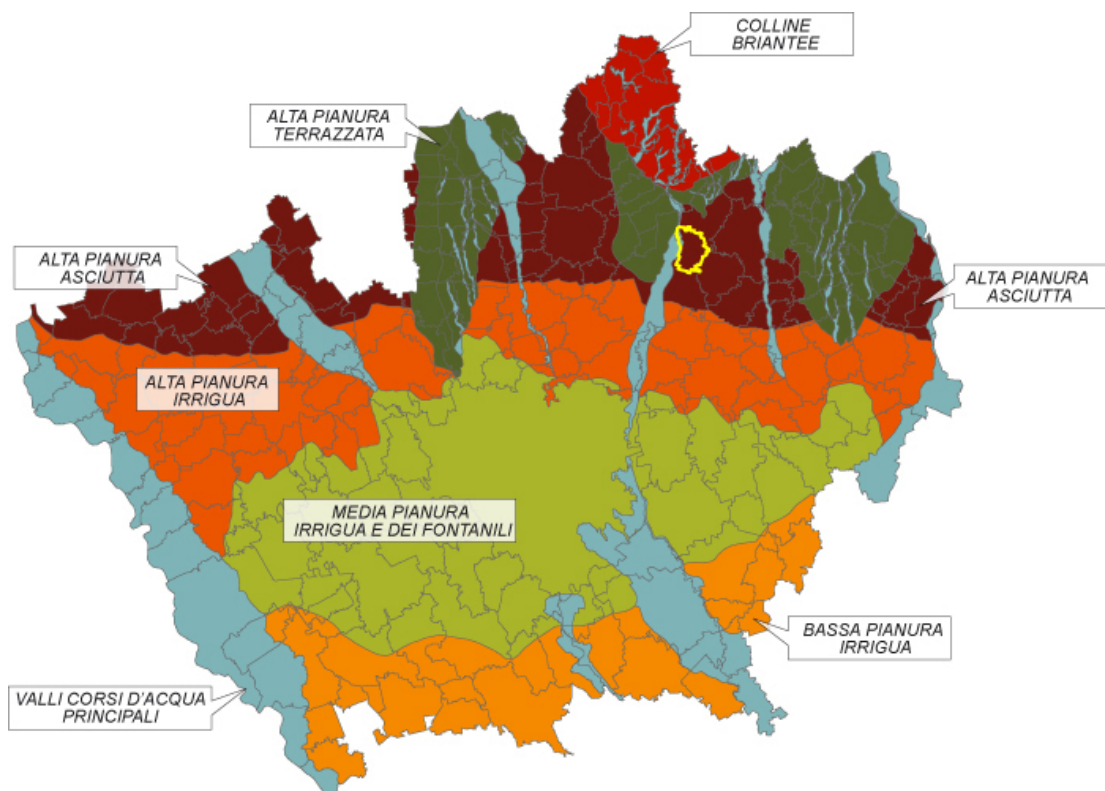 COLLINE
BRIANTEE
ALTA PIANURA
TERRAZZATA
ALTA PIANURA
ASCIUTTA
ALTA PIANURA
ASCIUTTA
ALTA PIANURA
IRRIGUA
MEDIA PIANURA
IRRIGUA E DEI FONTANILI
BASSA PIANURA
IRRIGUA
VALLI CORSI D'ACQUA
PRINCIPALI